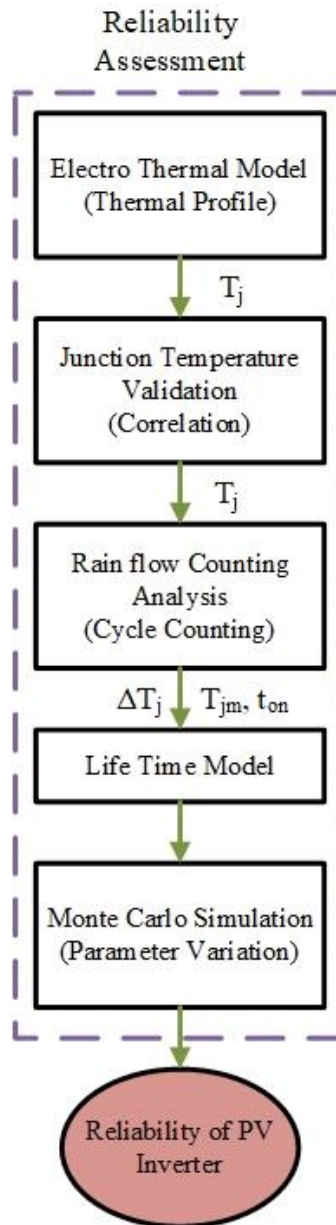 Reliability
Assessment
Electro Thermal Model
(Thermal Profile)
Tj
Junction Temperature
Validation
(Correlation)
Tj
Rain flow Counting
Analysis
(Cycle Counting)
ΔTj Tjm, ton
Life Time Model
Monte Carlo Simulation
(Parameter Variation)
Reliability of PV
Inverter